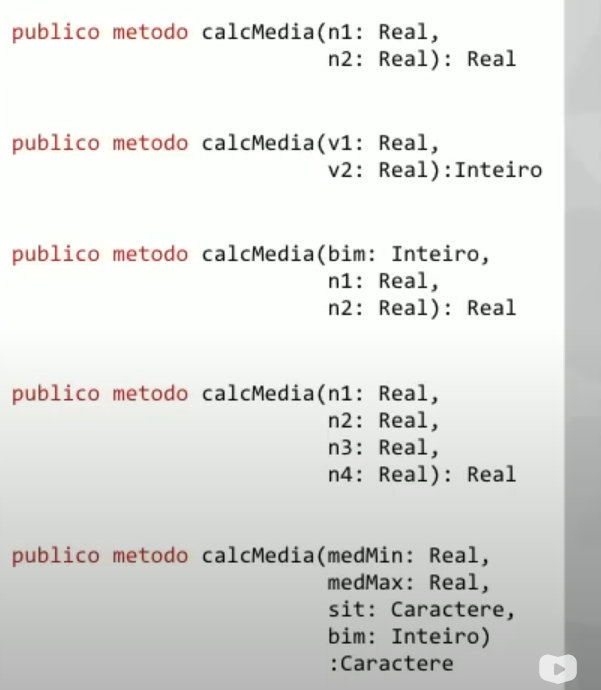 publico metodo calcMedia(n1: Real,
n2: Real): Real
publico metodo calcMedia(v1: Real,
v2: Real):Inteiro
publico metodo calcMedia(bim: Inteiro,
n1: Real,
n2: Real): Real
publico metodo calcMedia(n1: Real,
n2: Real,
n3: Real,
n4: Real): Real
publico metodo calcMedia(medMin: Real,
medMax: Real,
sit: Caractere,
bim: Inteiro)
:Caractere